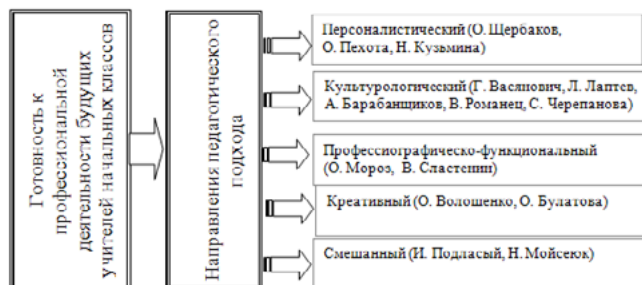 Готовность к
профессиональной
деятельности будущих
учителей начальных классов
Направления педагогического
подхода
Персоналистический (О. Щербаков,
О. Пехота, Н. Кузьмина)
Культурологический (Г. Васянович, Л. Лаптев,
А. Барабанщиков, В. Романец, С. Черепанова)
Профессиографическо-функциональный
(О. Мороз, В. Сластенин)
Креативный (О. Волошенко, О. Булатова)
Смешанный (И. Подласый, Н. Мойсеюк)